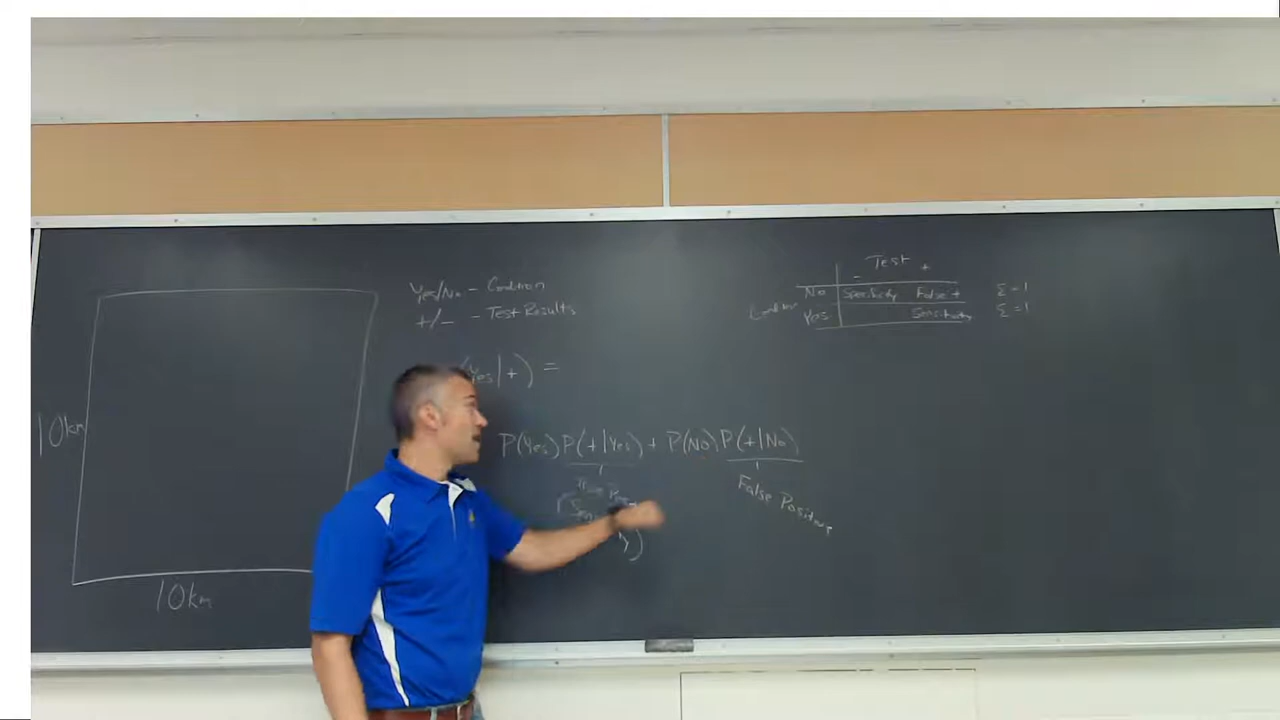 10km
10km
Yes/No - Condition
+/- - Test Results
(Yes|+) =
P(Yes)P(+|Yes) + P(No)P(+|No)
False Positive
Test
- +
No Specificity False + Σ=1
Condition
Yes Sensitivity Σ=1